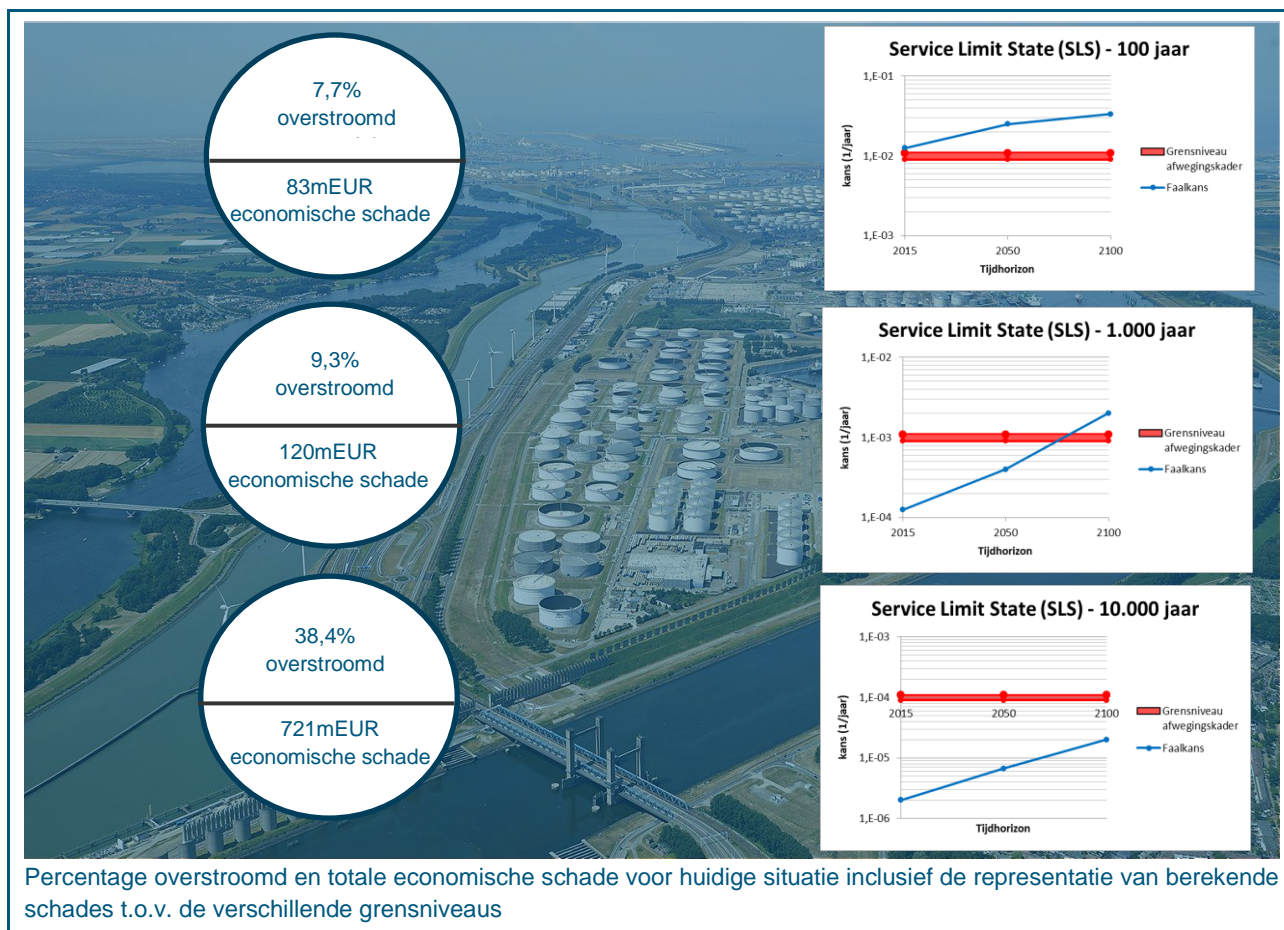 7,7%
overstroomd
83mEUR
economische schade
Service Limit State (SLS) - 100 jaar
kans (1/jaar)
1,E-01
1,E-02
1,E-03
2015 2050 2100
Tijdhorizon
Grensniveau
afwegingskader
Faalkans
9,3%
overstroomd
120mEUR
economische schade
Service Limit State (SLS) - 1.000 jaar
kans (1/jaar)
1,E-02
1,E-03
1,E-04
2015 2050 2100
Tijdhorizon
Grensniveau
afwegingskader
Faalkans
38,4%
overstroomd
721mEUR
economische schade
Service Limit State (SLS) - 10.000 jaar
kans (1/jaar)
1,E-03
1,E-04
1,E-05
1,E-06
2015 2050 2100
Tijdhorizon
Grensniveau
afwegingskader
Faalkans
Percentage overstroomd en totale economische schade voor huidige situatie inclusief de representatie van berekende
schades t.o.v. de verschillende grensniveaus